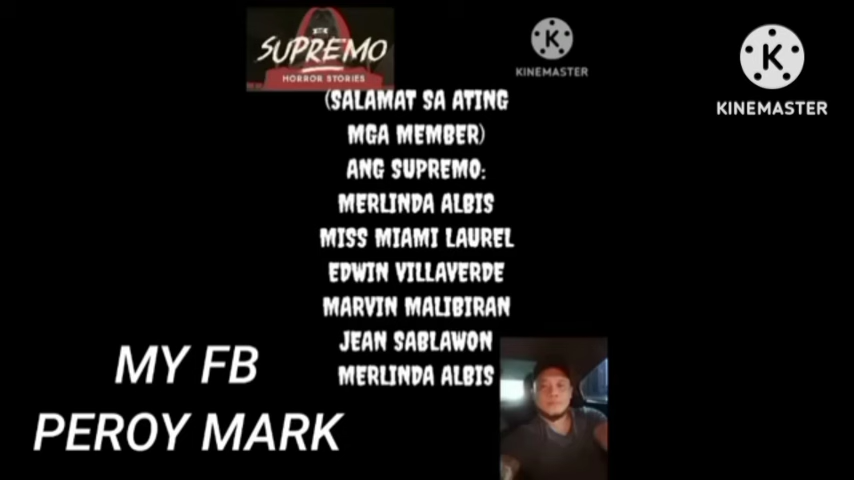 SUPREMO
HORROR STORIES
KINEMASTER
KINEMASTER
(SALAMAT SA ATING
MGA MEMBER)
ANG SUPREMO:
MERLINDA ALBIS
MISS MIAMI LAUREL
EDWIN VILLAVERDE
MARVIN MALIBIRAN
JEAN SABLAWON
MERLINDA ALBIS
MY FB
PEROY MARK